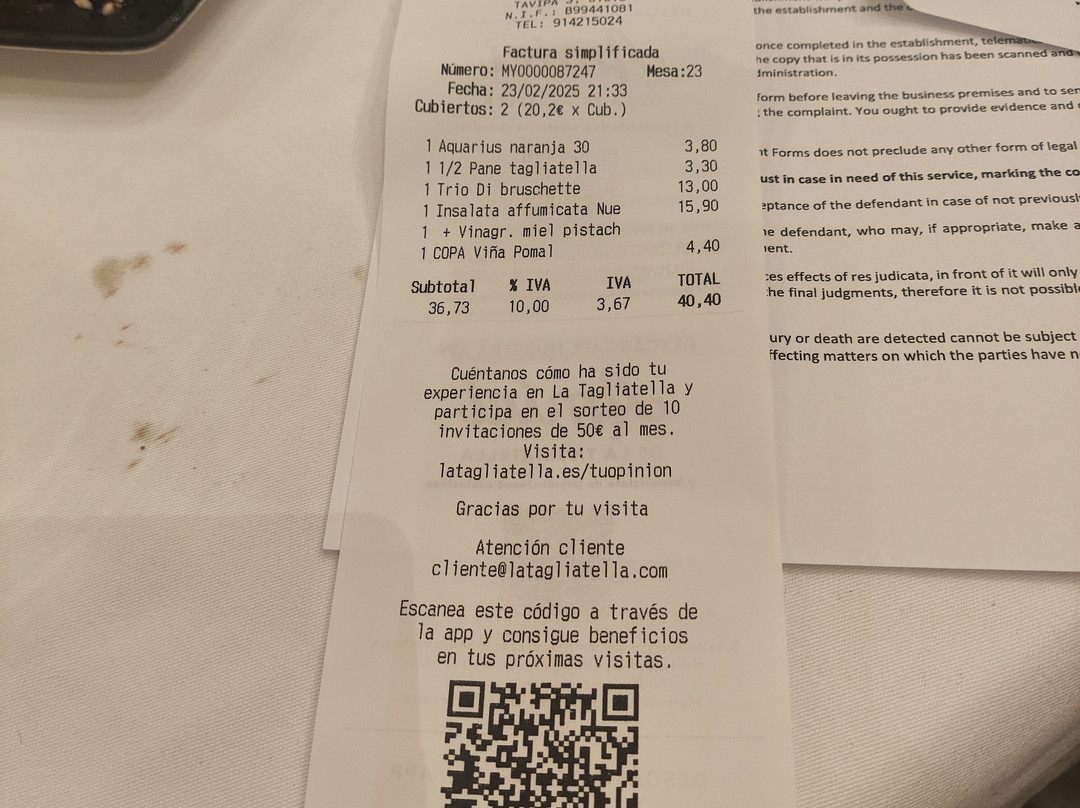 TAVIPA
N.I.F.: B99441081
TEL: 914215024
Factura simplificada
Número: MY0000087247 Mesa:23
Fecha: 23/02/2025 21:33
Cubiertos: 2 (20,2€ x Cub.)
1 Aquarius naranja 30 3,80
1 1/2 Pane tagliatella 3,30
1 Trio Di bruschette 13,00
1 Insalata affumicata Nue 15,90
1 + Vinagr. miel pistach
1 COPA Viña Pomal 4,40
Subtotal % IVA IVA TOTAL
36,73 10,00 3,67 40,40
Cuéntanos cómo ha sido tu
experiencia en La Tagliatella y
participa en el sorteo de 10
invitaciones de 50€ al mes.
Visita:
latagliatella.es/tuopinion
Gracias por tu visita
Atención cliente
cliente@latagliatella.com
Escanea este código a través de
la app y consigue beneficios
en tus próximas visitas.
the establishment and the
once completed in the establishment,
he copy that is in its possession has been scanned and
dministration.
form before leaving the business premises and to ser
the complaint. You ought to provide evidence and
nt Forms does not preclude any other form of legal
ust in case in need of this service, marking the co
eptance of the defendant in case of not previousl
he defendant, who may, if appropriate, make a
ent.
ces effects of res judicata, in front of it will only
he final judgments, therefore it is not possibl
ury or death are detected cannot be subject
ffecting matters on which the parties have n